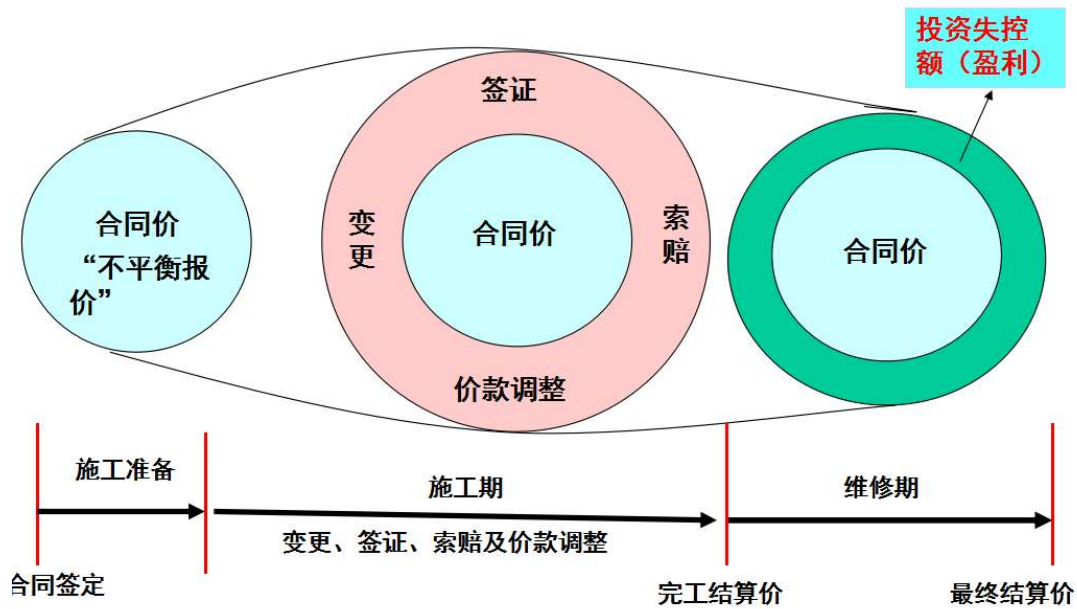 投资失控
额（盈利）
签证
合同价
“不平衡报
价”
变
更
合同价
索
赔
合同价
价款调整
施工准备
施工期
维修期
变更、签证、索赔及价款调整
合同签定
完工结算价
最终结算价